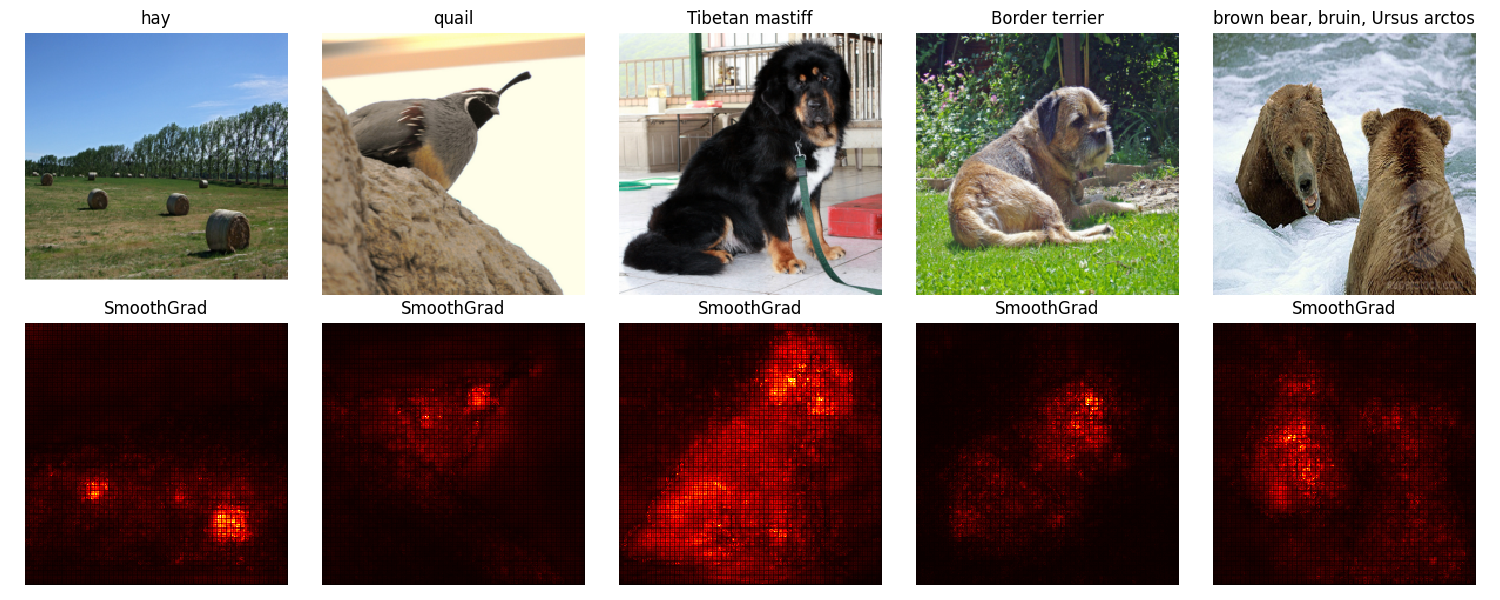 hay
quail
Tibetan mastiff
Border terrier
brown bear, bruin, Ursus arctos
SmoothGrad
SmoothGrad
SmoothGrad
SmoothGrad
SmoothGrad